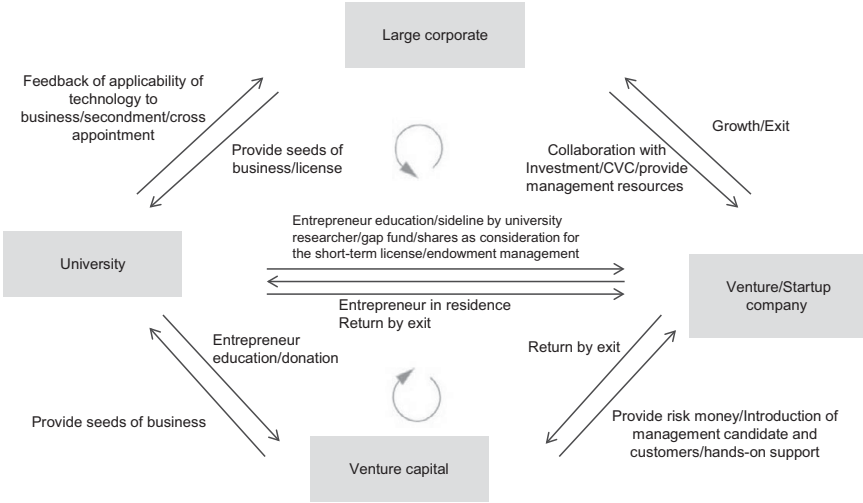 Large corporate
Feedback of applicability of
technology to
business/secondment/cross
appointment
Provide seeds of
business/license
Growth/Exit
Collaboration with
Investment/CVC/provide
management resources
Entrepreneur education/sideline by university
researcher/gap fund/shares as consideration for
the short-term license/endowment management
University
Venture/Startup
company
Entrepreneur in residence
Return by exit
Entrepreneur
education/donation
Return by exit
Provide seeds of business
Provide risk money/Introduction of
management candidate and
customers/hands-on support
Venture capital